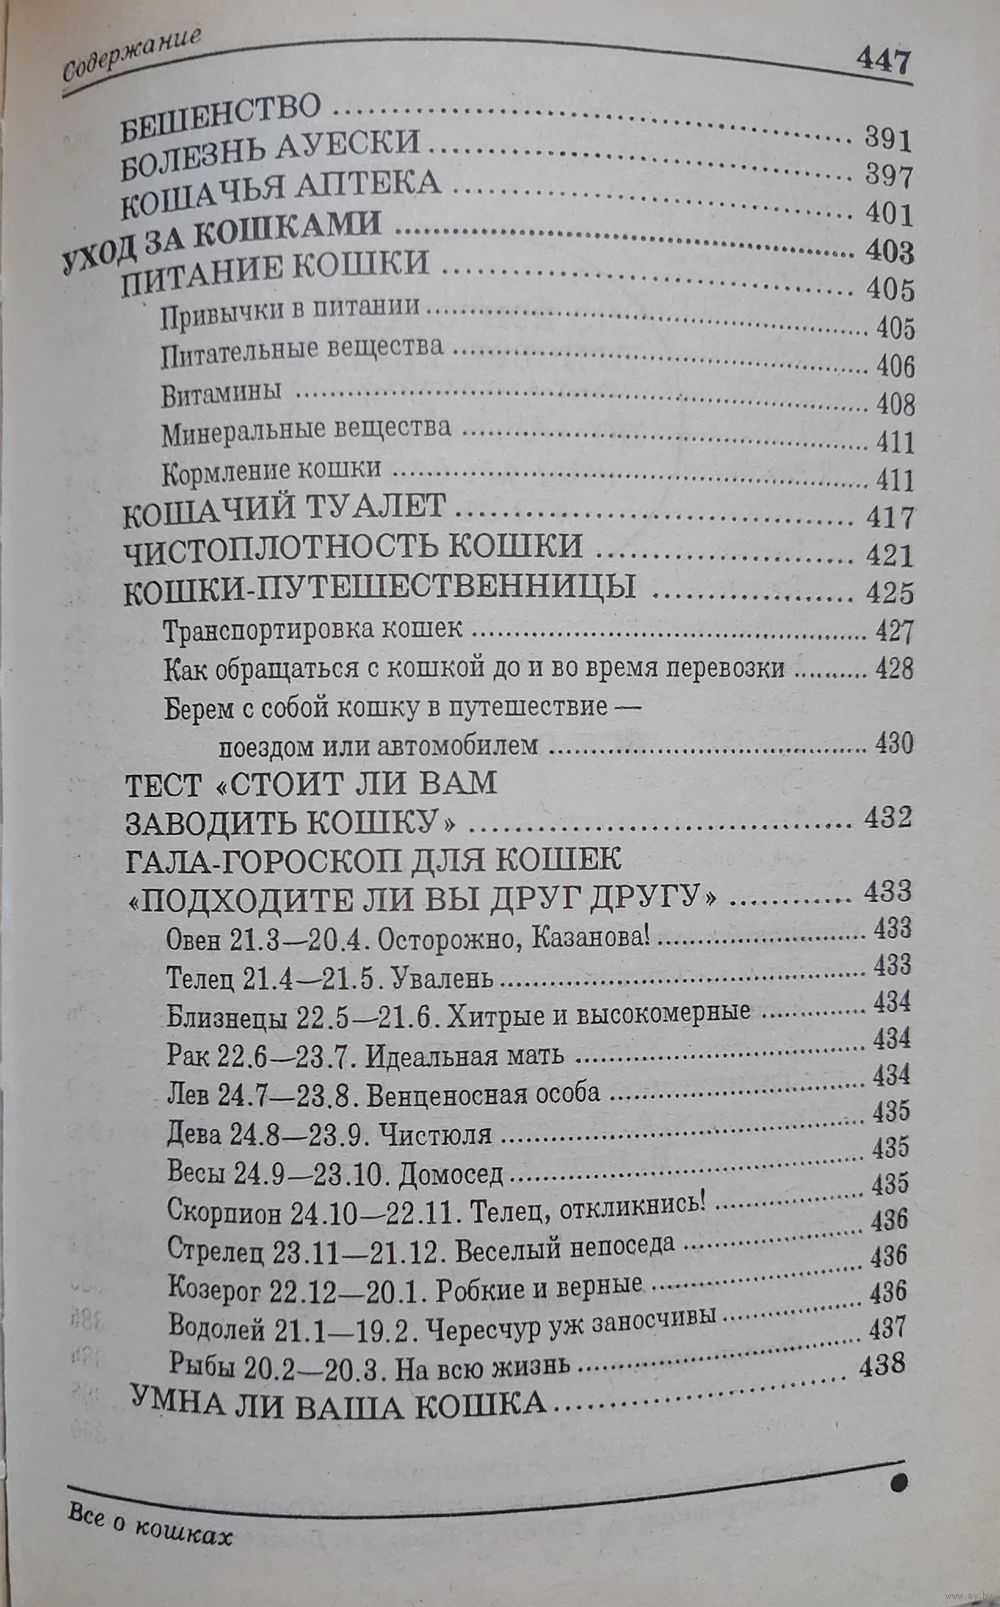 Содержание 447
БЕШЕНСТВО ........ 391
БОЛЕЗНЬ АУЕСКИ ........ 397
КОШАЧЬЯ АПТЕКА ........ 401
УХОД ЗА КОШКАМИ ........ 403
ПИТАНИЕ КОШКИ ........ 405
Привычки в питании ........ 405
Питательные вещества ........ 406
Витамины ........ 408
Минеральные вещества ........ 411
Кормление кошки ........ 411
КОШАЧИЙ ТУАЛЕТ ........ 417
ЧИСТОПЛОТНОСТЬ КОШКИ ........ 421
КОШКИ-ПУТЕШЕСТВЕННИЦЫ ........ 425
Транспортировка кошек ........ 427
Как обращаться с кошкой до и во время перевозки ........ 428
Берем с собой кошку в путешествие —
поездом или автомобилем ........ 430
ТЕСТ «СТОИТ ЛИ ВАМ
ЗАВОДИТЬ КОШКУ» ........ 432
ГАЛА-ГОРОСКОП ДЛЯ КОШЕК
«ПОДХОДИТЕ ЛИ ВЫ ДРУГ ДРУГУ» ........ 433
Овен 21.3—20.4. Осторожно, Казанова! ........ 433
Телец 21.4—21.5. Увалень ........ 433
Близнецы 22.5—21.6. Хитрые и высокомерные ........ 434
Рак 22.6—23.7. Идеальная мать ........ 434
Лев 24.7—23.8. Венценосная особа ........ 434
Дева 24.8—23.9. Чистюля ........ 435
Весы 24.9—23.10. Домосед ........ 435
Скорпион 24.10—22.11. Телец, откликнись! ........ 435
Стрелец 23.11—21.12. Веселый непоседа ........ 436
Козерог 22.12—20.1. Робкие и верные ........ 436
Водолей 21.1—19.2. Чересчур уж заносчивы ........ 436
Рыбы 20.2—20.3. На всю жизнь ........ 437
УМНА ЛИ ВАША КОШКА ........ 438
Все о кошках
www.ay.by